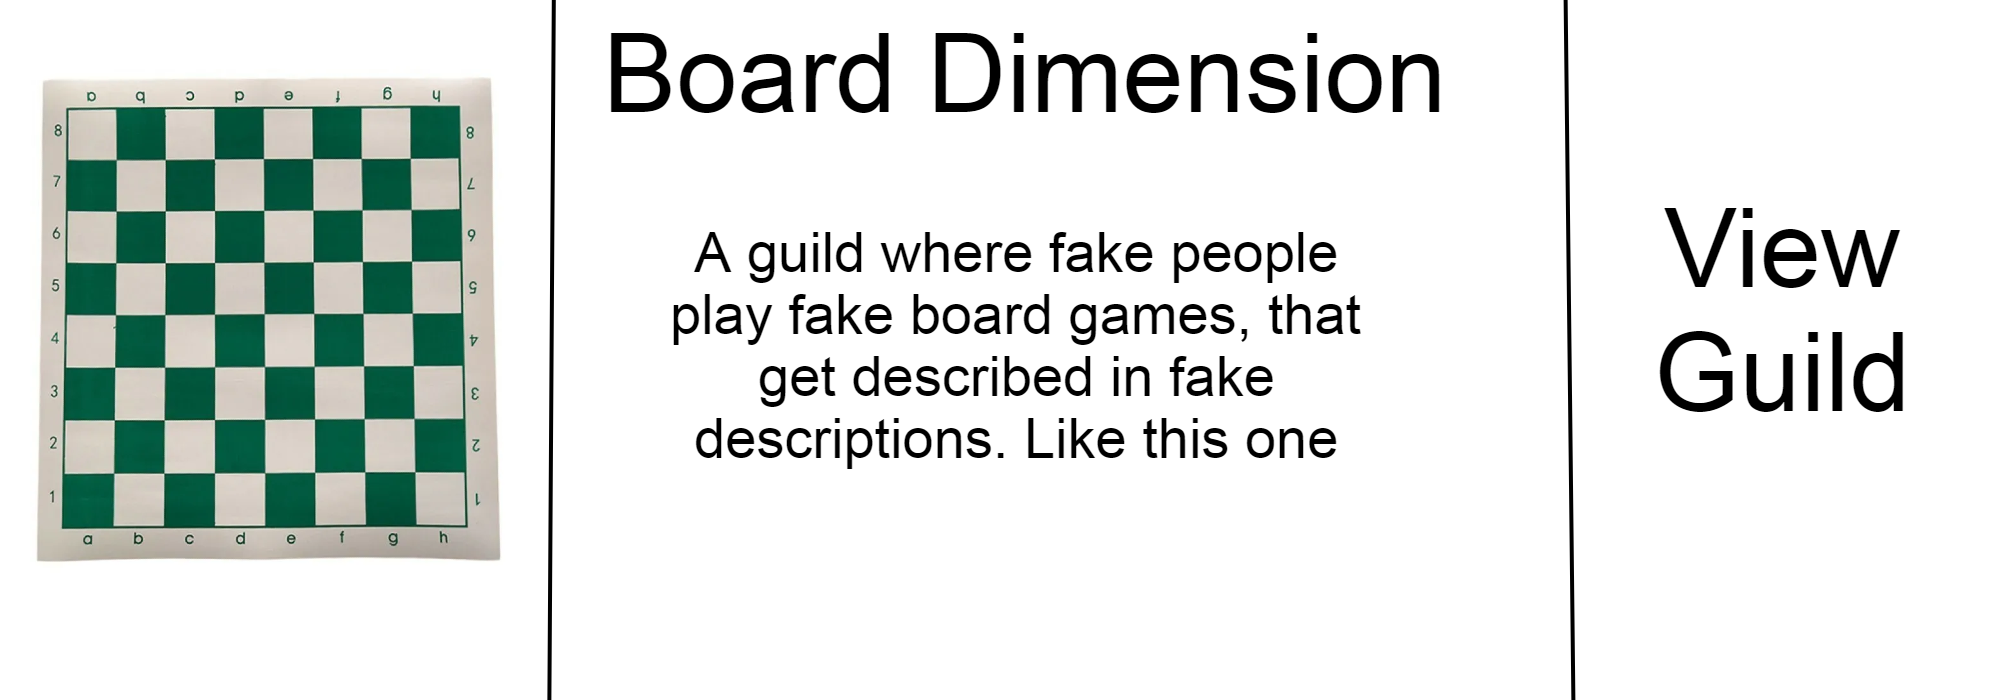 a b c d e f g h
8 8
7 7
6 6
5 5
4 4
3 3
2 2
1 1
a b c d e f g h
Board Dimension
A guild where fake people
play fake board games, that
get described in fake
descriptions. Like this one
View
Guild